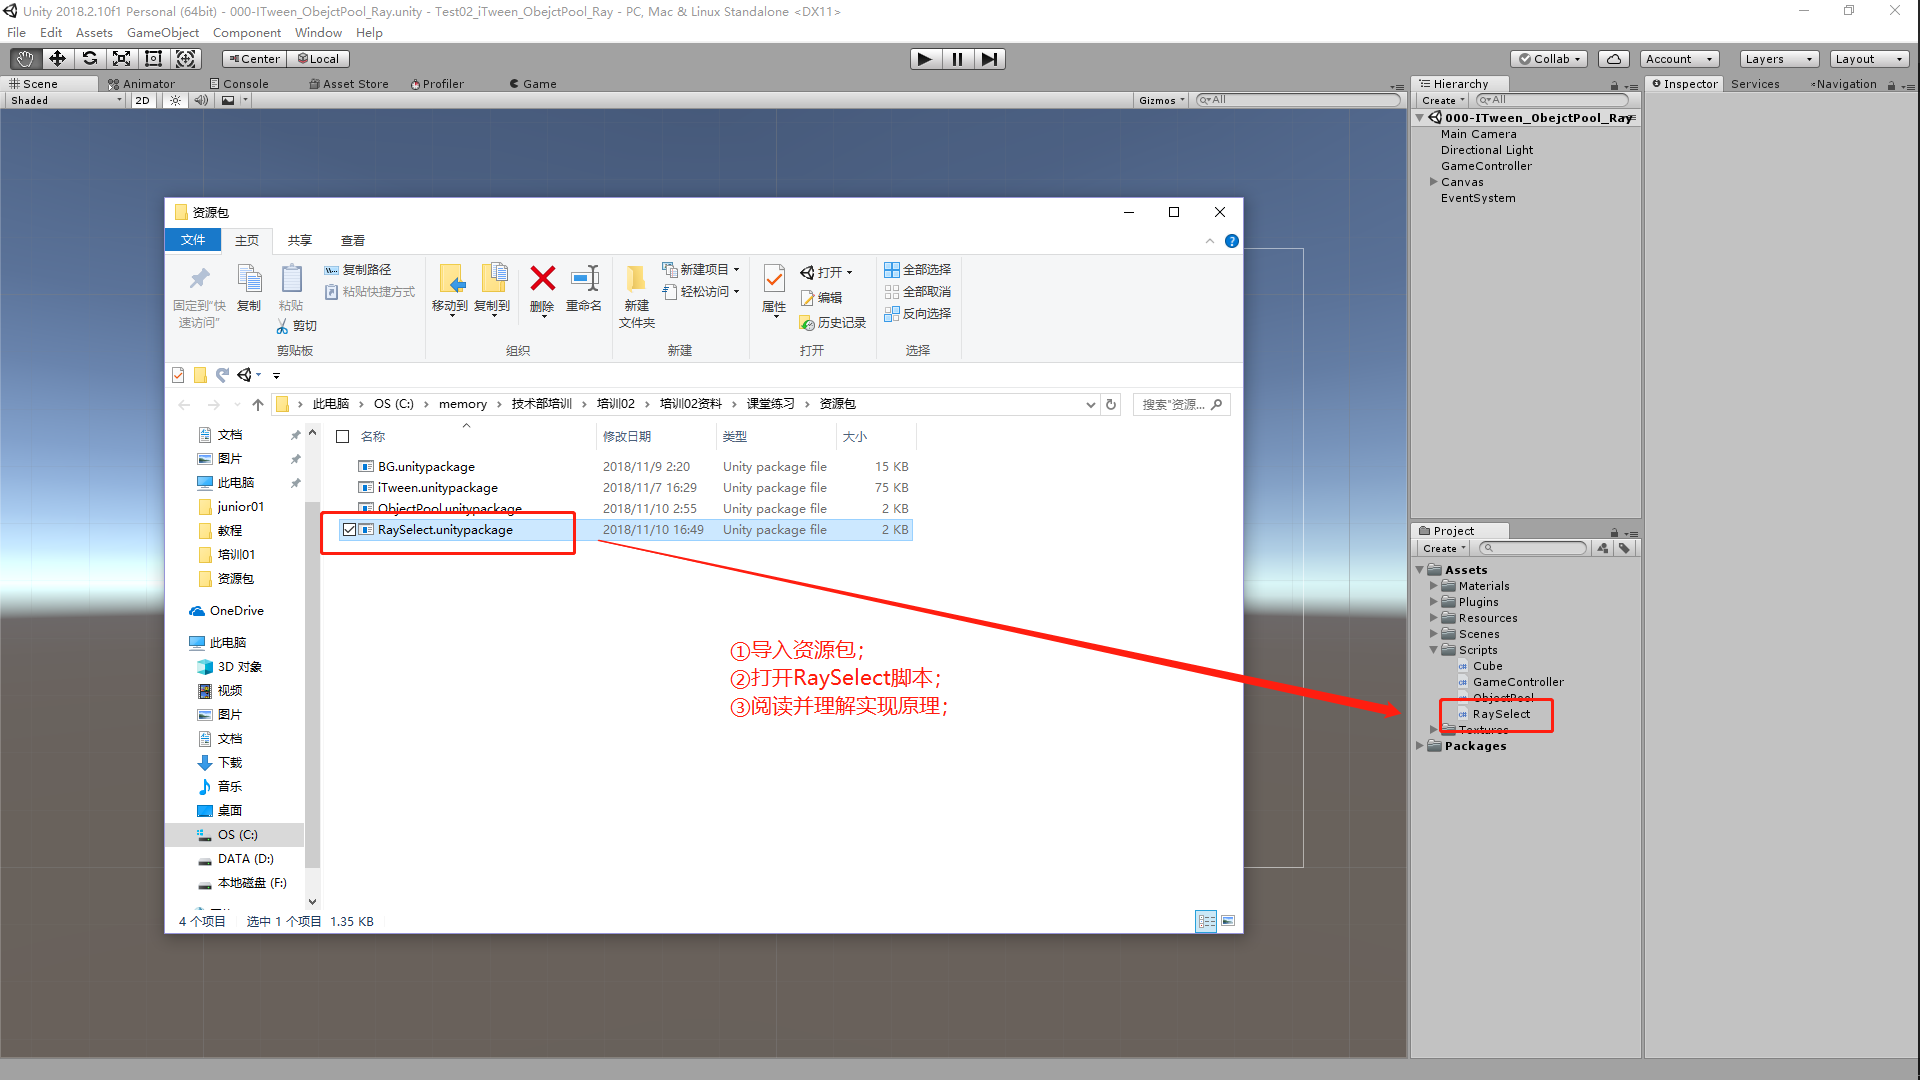 Unity 2018.2.10f1 Personal (64bit) - 000-ITween_ObejctPool_Ray.unity - Test02_iTween_ObejctPool_Ray - PC, Mac & Linux Standalone <DX11>
File Edit Assets GameObject Component Window Help
Center Local Collab Account Layers Layout
Scene Animator Console Asset Store Profiler Game
Shaded 2D Gizmos All
Hierarchy
Create All
000-ITween_ObejctPool_Ray
Main Camera
Directional Light
GameController
Canvas
EventSystem
Inspector Services Navigation
资源包
文件 主页 共享 查看
固定到"快速访问"
复制
粘贴
复制路径
粘贴快捷方式
剪切
剪贴板
移动到 复制到 删除 重命名
组织
新建文件夹
新建项目
轻松访问
新建
属性
打开
编辑
历史记录
打开
全部选择
全部取消
反向选择
选择
此电脑 OS (C:) memory 技术部培训 培训02 培训02资料 课堂练习 资源包
搜索"资源...
文档
图片
此电脑
junior01
教程
培训01
资源包
OneDrive
此电脑
3D 对象
视频
图片
文档
下载
音乐
桌面
OS (C:)
DATA (D:)
本地磁盘 (F:)
名称 修改日期 类型 大小
BG.unitypackage 2018/11/9 2:20 Unity package file 15 KB
iTween.unitypackage 2018/11/7 16:29 Unity package file 75 KB
ObjectPool.unitypackage 2018/11/10 2:55 Unity package file 2 KB
RaySelect.unitypackage 2018/11/10 16:49 Unity package file 2 KB
①导入资源包;
②打开RaySelect脚本;
③阅读并理解实现原理;
4 个项目 选中 1 个项目 1.35 KB
Project
Create
Assets
Materials
Plugins
Resources
Scenes
Scripts
Cube
GameController
ObjectPool
RaySelect
Textures
Packages